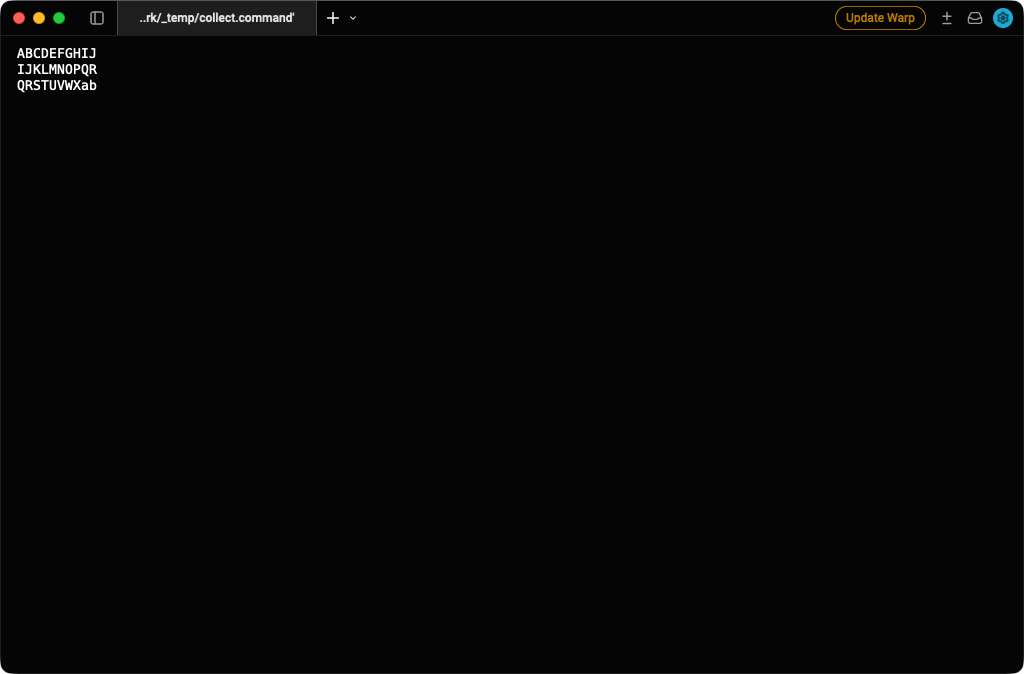 ..rk/_temp/collect.command'
Update Warp
ABCDEFGHIJ
IJKLMNOPQR
QRSTUVWXab